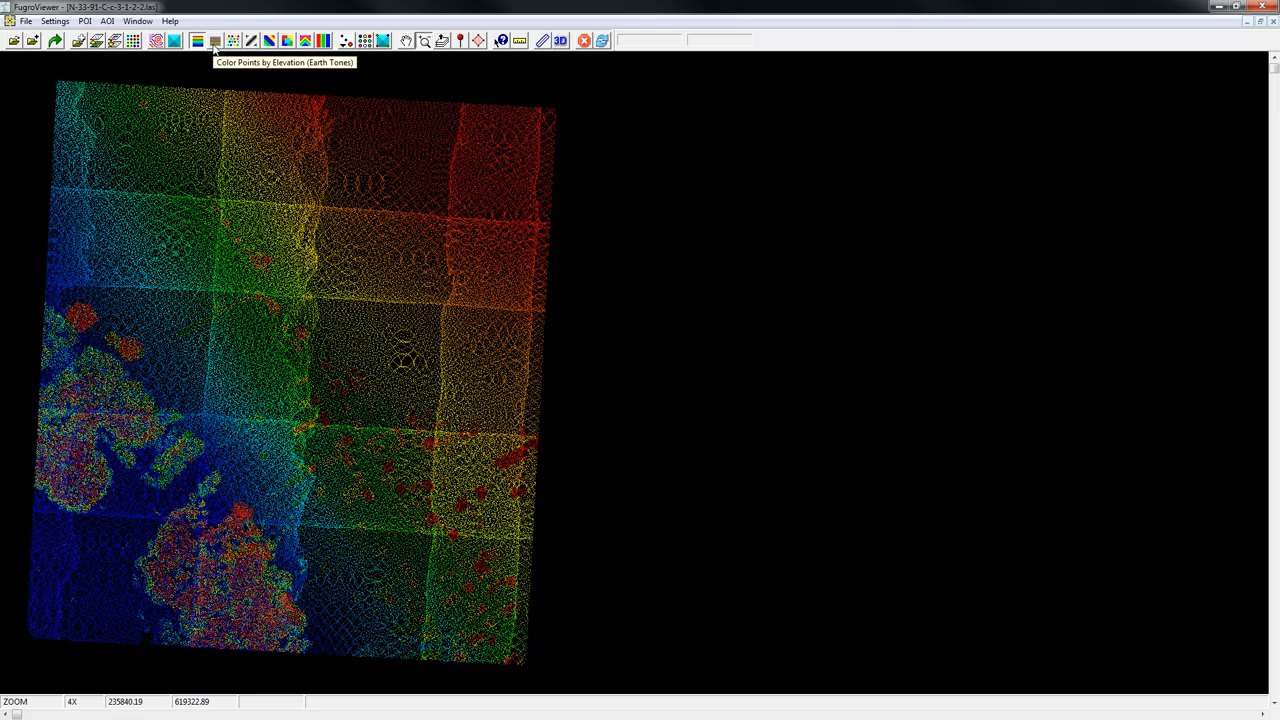 FugroViewer - [N-33-91-C-c-3-1-2-2.las]
File Settings POI AOI Window Help
3D
Color Points by Elevation (Earth Tones)
ZOOM 4X 235840.19 619322.89